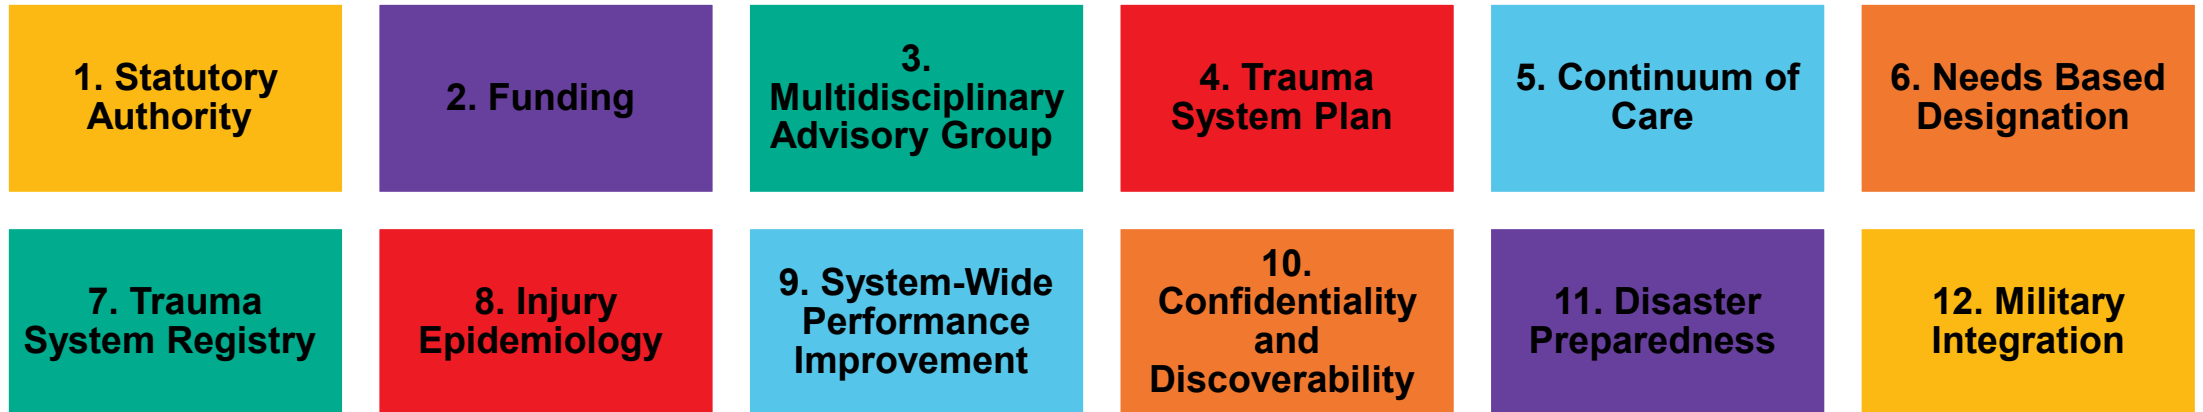 1. Statutory
Authority
2. Funding
3.
Multidisciplinary
Advisory Group
4. Trauma
System Plan
5. Continuum of
Care
6. Needs Based
Designation
7. Trauma
System Registry
8. Injury
Epidemiology
9. System-Wide
Performance
Improvement
10.
Confidentiality
and
Discoverability
11. Disaster
Preparedness
12. Military
Integration